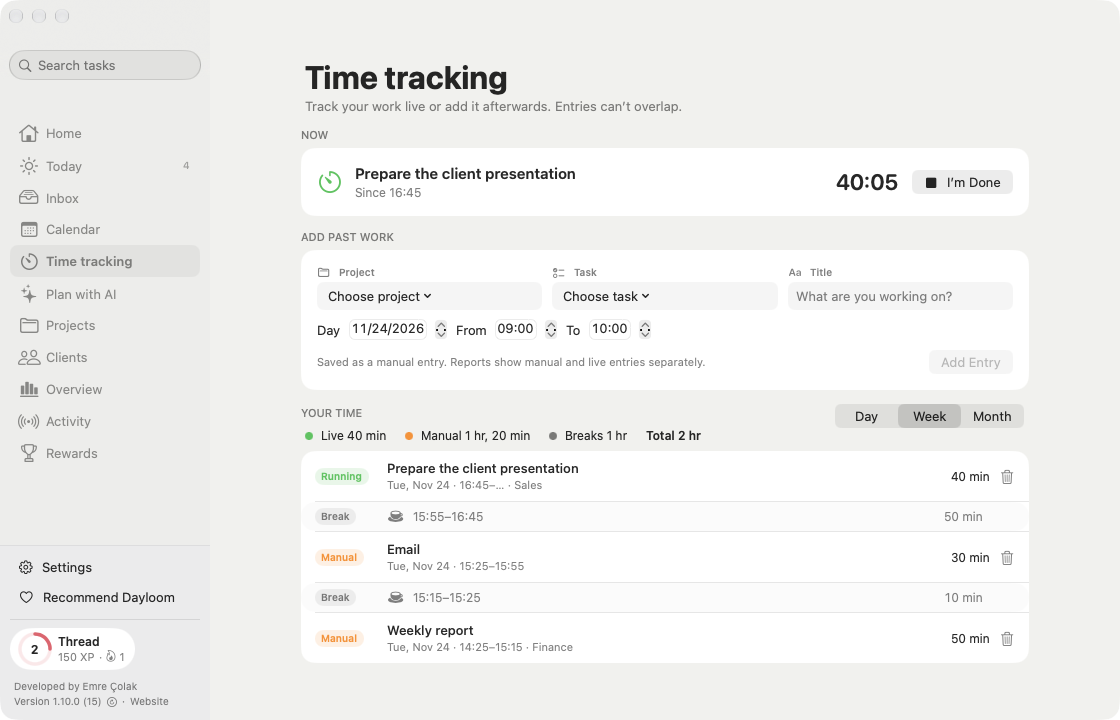 Search tasks
Home
Today 4
Inbox
Calendar
Time tracking
Plan with AI
Projects
Clients
Overview
Activity
Rewards
Settings
Recommend Dayloom
2
Thread
150 XP · 1
Developed by Emre Çolak
Version 1.10.0 (15) · Website
Time tracking
Track your work live or add it afterwards. Entries can’t overlap.
NOW
Prepare the client presentation
Since 16:45
40:05
I’m Done
ADD PAST WORK
Project
Aa Title
Task
Choose project
Choose task
What are you working on?
Day 11/24/2026 From 09:00 To 10:00
Saved as a manual entry. Reports show manual and live entries separately.
Add Entry
YOUR TIME
Day Week Month
Live 40 min Manual 1 hr, 20 min Breaks 1 hr Total 2 hr
Running
Prepare the client presentation
Tue, Nov 24 · 16:45–… · Sales
40 min
Break 15:55–16:45 50 min
Manual
Email
Tue, Nov 24 · 15:25–15:55
30 min
Break 15:15–15:25 10 min
Manual
Weekly report
Tue, Nov 24 · 14:25–15:15 · Finance
50 min